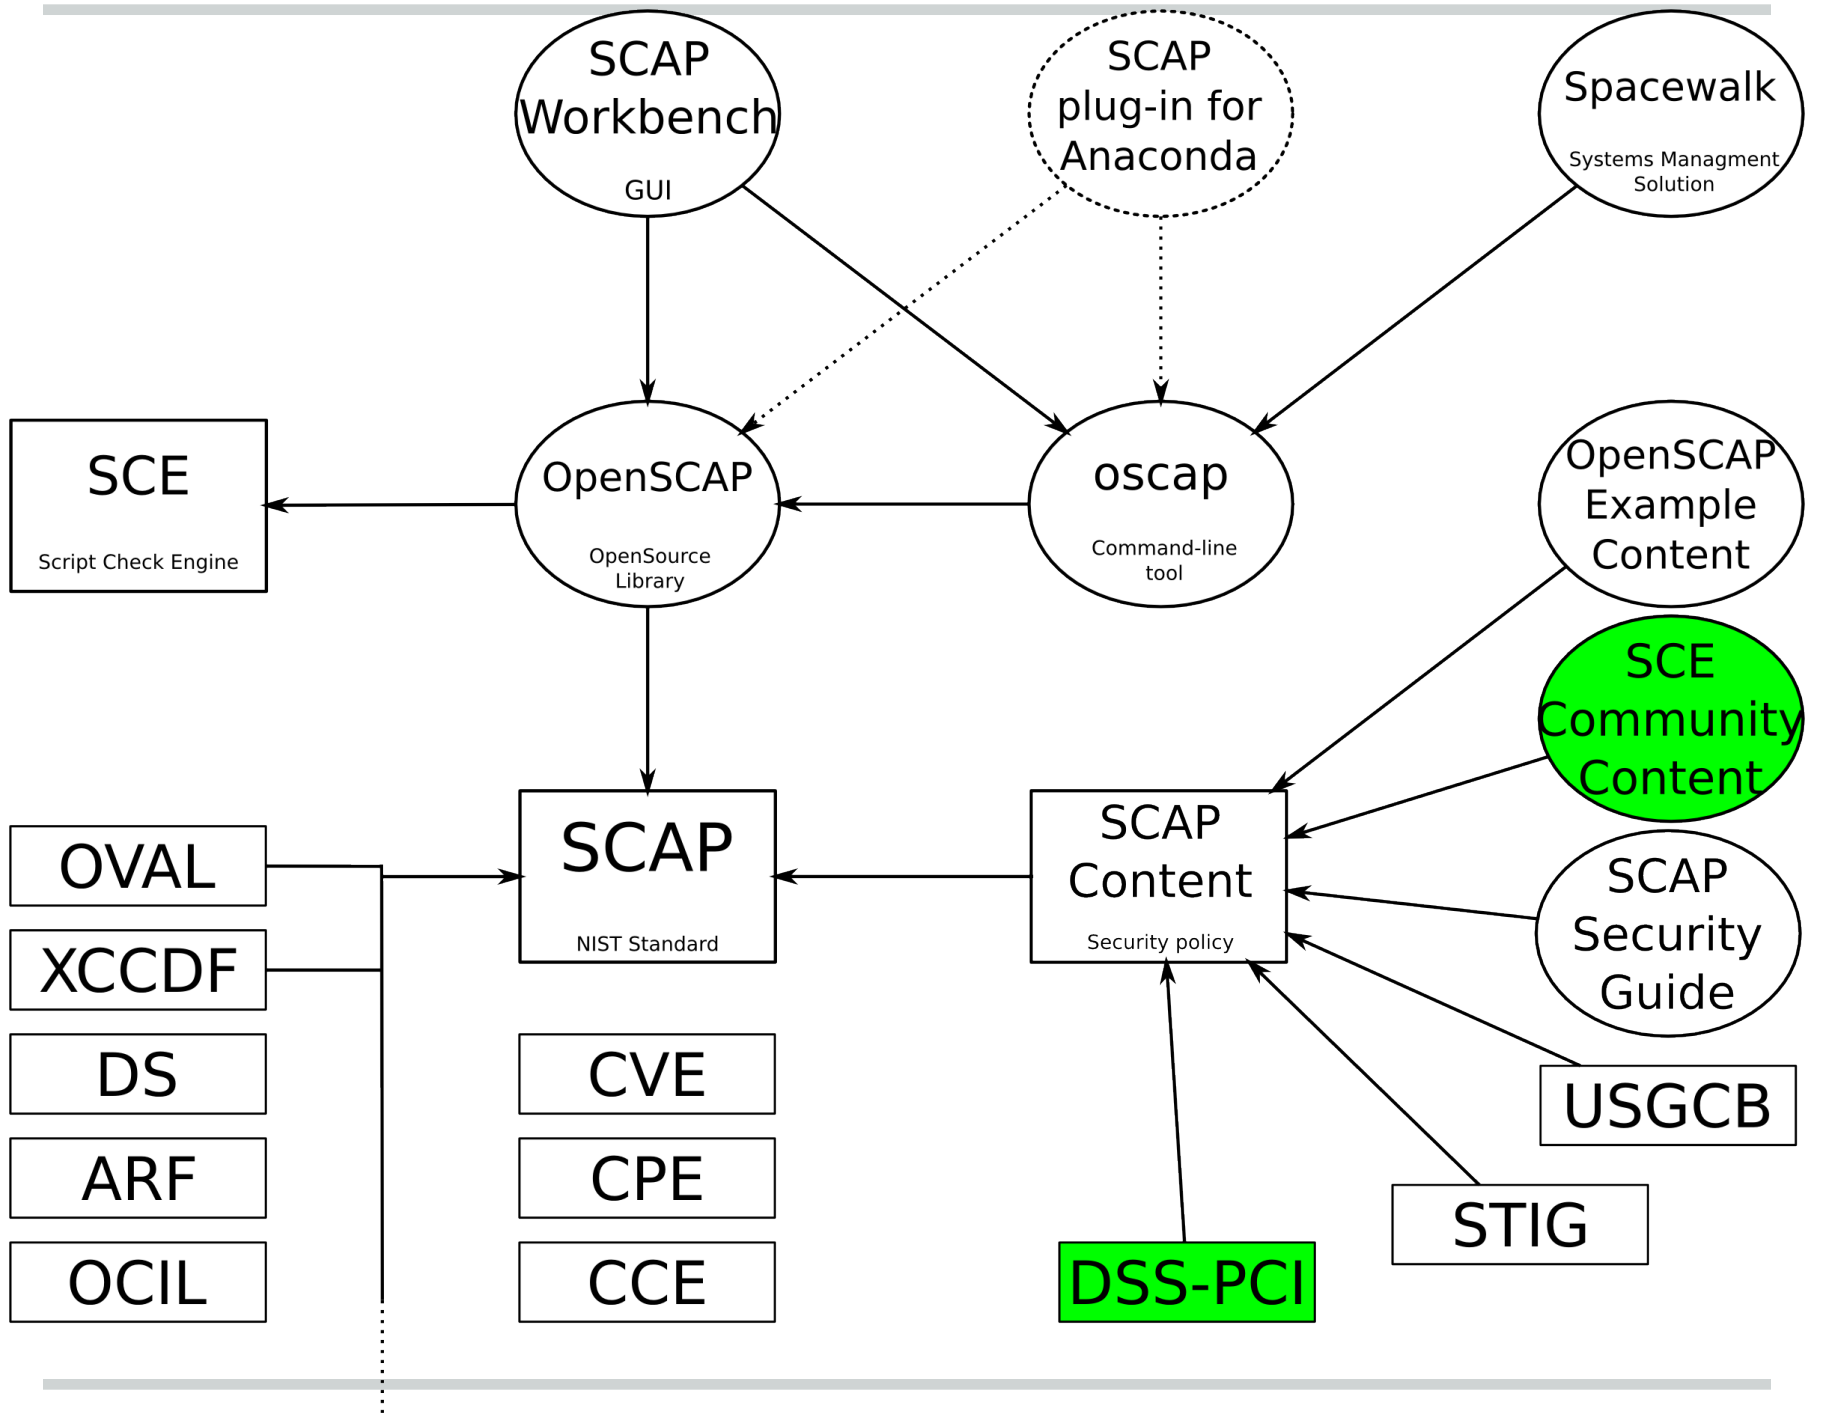 SCAP
Workbench
GUI
SCAP
plug-in for
Anaconda
Spacewalk
Systems Managment
Solution
SCE
Script Check Engine
OpenSCAP
OpenSource
Library
oscap
Command-line
tool
OpenSCAP
Example
Content
SCE
Community
Content
OVAL
XCCDF
DS
ARF
OCIL
SCAP
NIST Standard
CVE
CPE
CCE
SCAP
Content
Security policy
SCAP
Security
Guide
USGCB
STIG
DSS-PCI